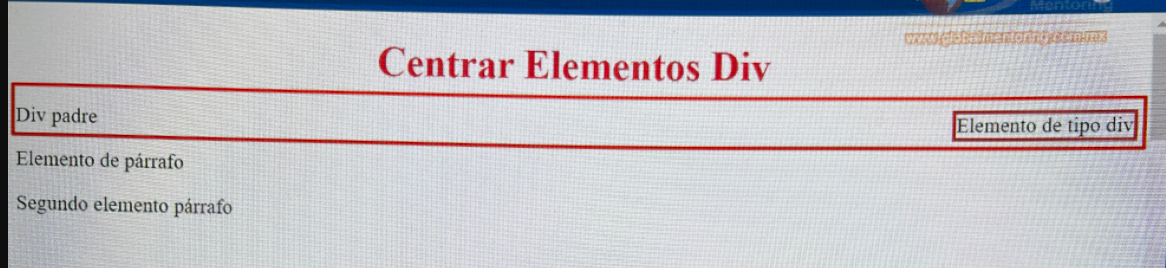 Mentoring
www.globalmentoring.com.mx
Centrar Elementos Div
Div padre
Elemento de tipo div
Elemento de párrafo
Segundo elemento párrafo